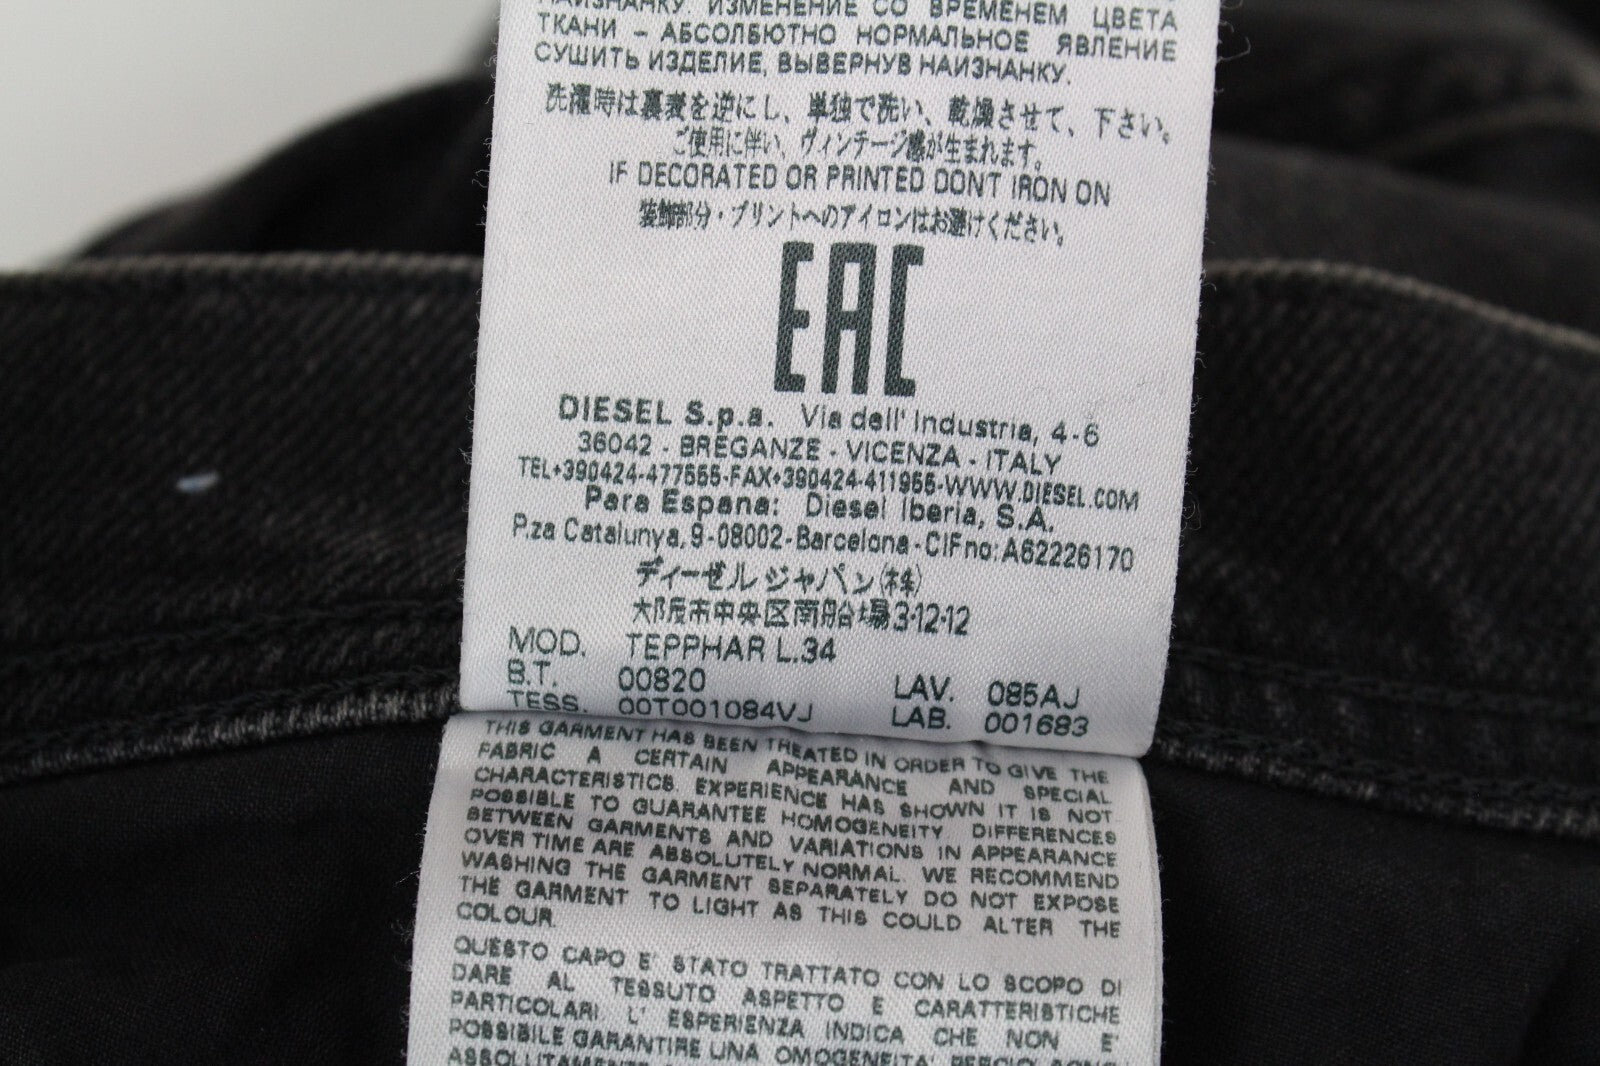 НАИЗНАНКУ. ИЗМЕНЕНИЕ СО ВРЕМЕНЕМ ЦВЕТА
ТКАНИ – АБСОЛБЮТНО НОРМАЛЬНОЕ ЯВЛЕНИЕ
СУШИТЬ ИЗДЕЛИЕ, ВЫВЕРНУВ НАИЗНАНКУ.
洗濯時は裏表を逆にし、単独で洗い、乾燥させて、下さい。
ご使用に伴い、ヴィンテージ感が生まれます。
IF DECORATED OR PRINTED DONT IRON ON
装飾部分・プリントへのアイロンはお避けください。
EAC
DIESEL S.p.a. Via dell' Industria, 4-6
36042 - BREGANZE - VICENZA - ITALY
TEL+390424-477555-FAX+390424-411955-WWW.DIESEL.COM
Para Espana: Diesel Iberia, S.A.
P.za Catalunya, 9-08002-Barcelona-CIFno:A62226170
ディーゼル ジャパン(株)
大阪市中央区南船場3-12-12
MOD. TEPPHAR L.34
B.T. 00820 LAV. 085AJ
TESS. 00T001084VJ LAB. 001683
THIS GARMENT HAS BEEN THEATED IN ORDER TO GIVE THE
FABRIC A CERTAIN APPEARANCE AND SPECIAL
CHARACTERISTICS. EXPERIENCE HAS SHOWN IT IS NOT
POSSIBLE TO GUARANTEE HOMOGENEITY. DIFFERENCES
BETWEEN GARMENTS AND VARIATIONS IN APPEARANCE
OVER TIME ARE ABSOLUTELY NORMAL. WE RECOMMEND
WASHING THE GARMENT SEPARATELY DO NOT EXPOSE
THE GARMENT TO LIGHT AS THIS COULD ALTER THE
COLOUR.
QUESTO CAPO E' STATO TRATTATO CON LO SCOPO DI
DARE AL TESSUTO ASPETTO E CARATTERISTICHE
PARTICOLARI. L' ESPERIENZA INDICA CHE NON E'
POSSIBILE GARANTIRE UNA OMOGENEITA'